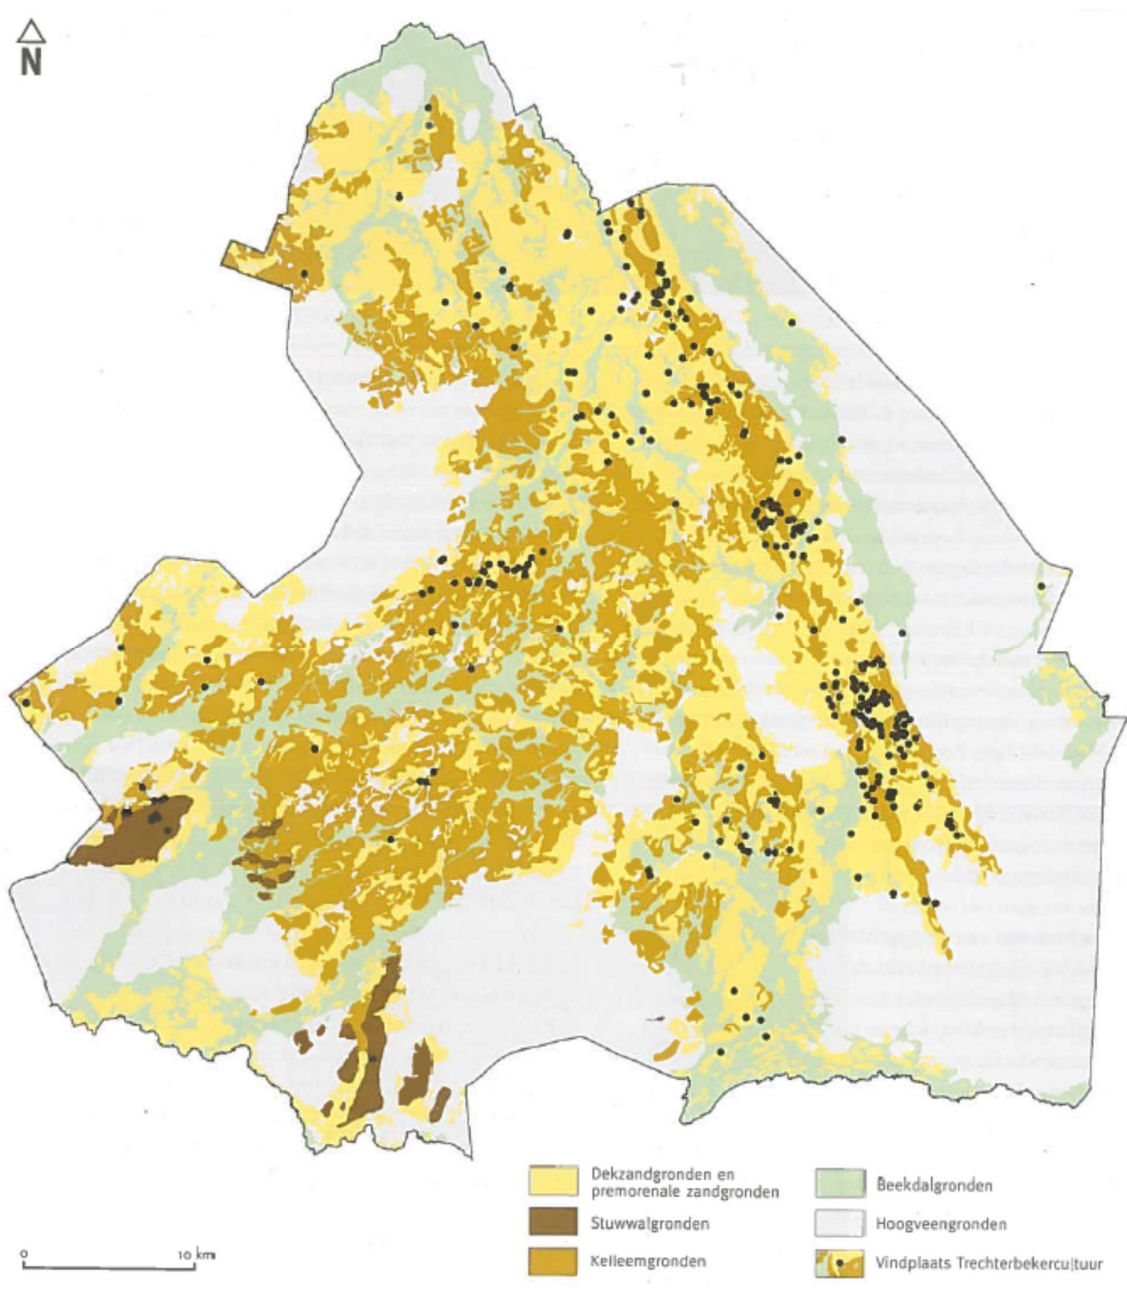 N
Dekzandgronden en
premorenale zandgronden
Stuwwalgronden
Keileemgronden
Beekdalgronden
Hoogveengronden
Vindplaats Trechterbekercultuur
0 10 km